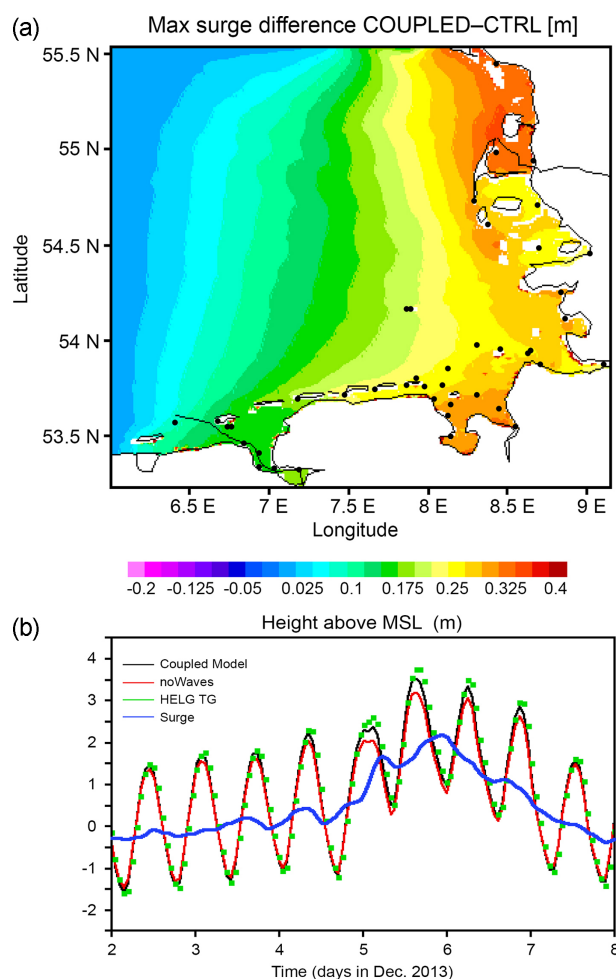 (a)
Max surge difference COUPLED–CTRL [m]
55.5 N
55 N
54.5 N
54 N
53.5 N
Latitude
6.5 E 7 E 7.5 E 8 E 8.5 E 9 E
Longitude
-0.2 -0.125 -0.05 0.025 0.1 0.175 0.25 0.325 0.4
(b)
Height above MSL (m)
4
3
2
1
0
-1
-2
Coupled Model
noWaves
HELG TG
Surge
2 3 4 5 6 7 8
Time (days in Dec. 2013)